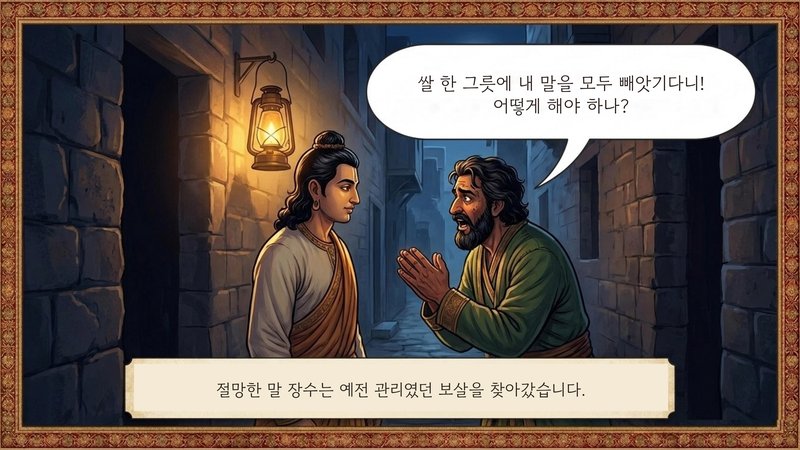 쌀 한 그릇에 내 말을 모두 빼앗기다니!
어떻게 해야 하나?
절망한 말 장수는 예전 관리였던 보살을 찾아갔습니다.